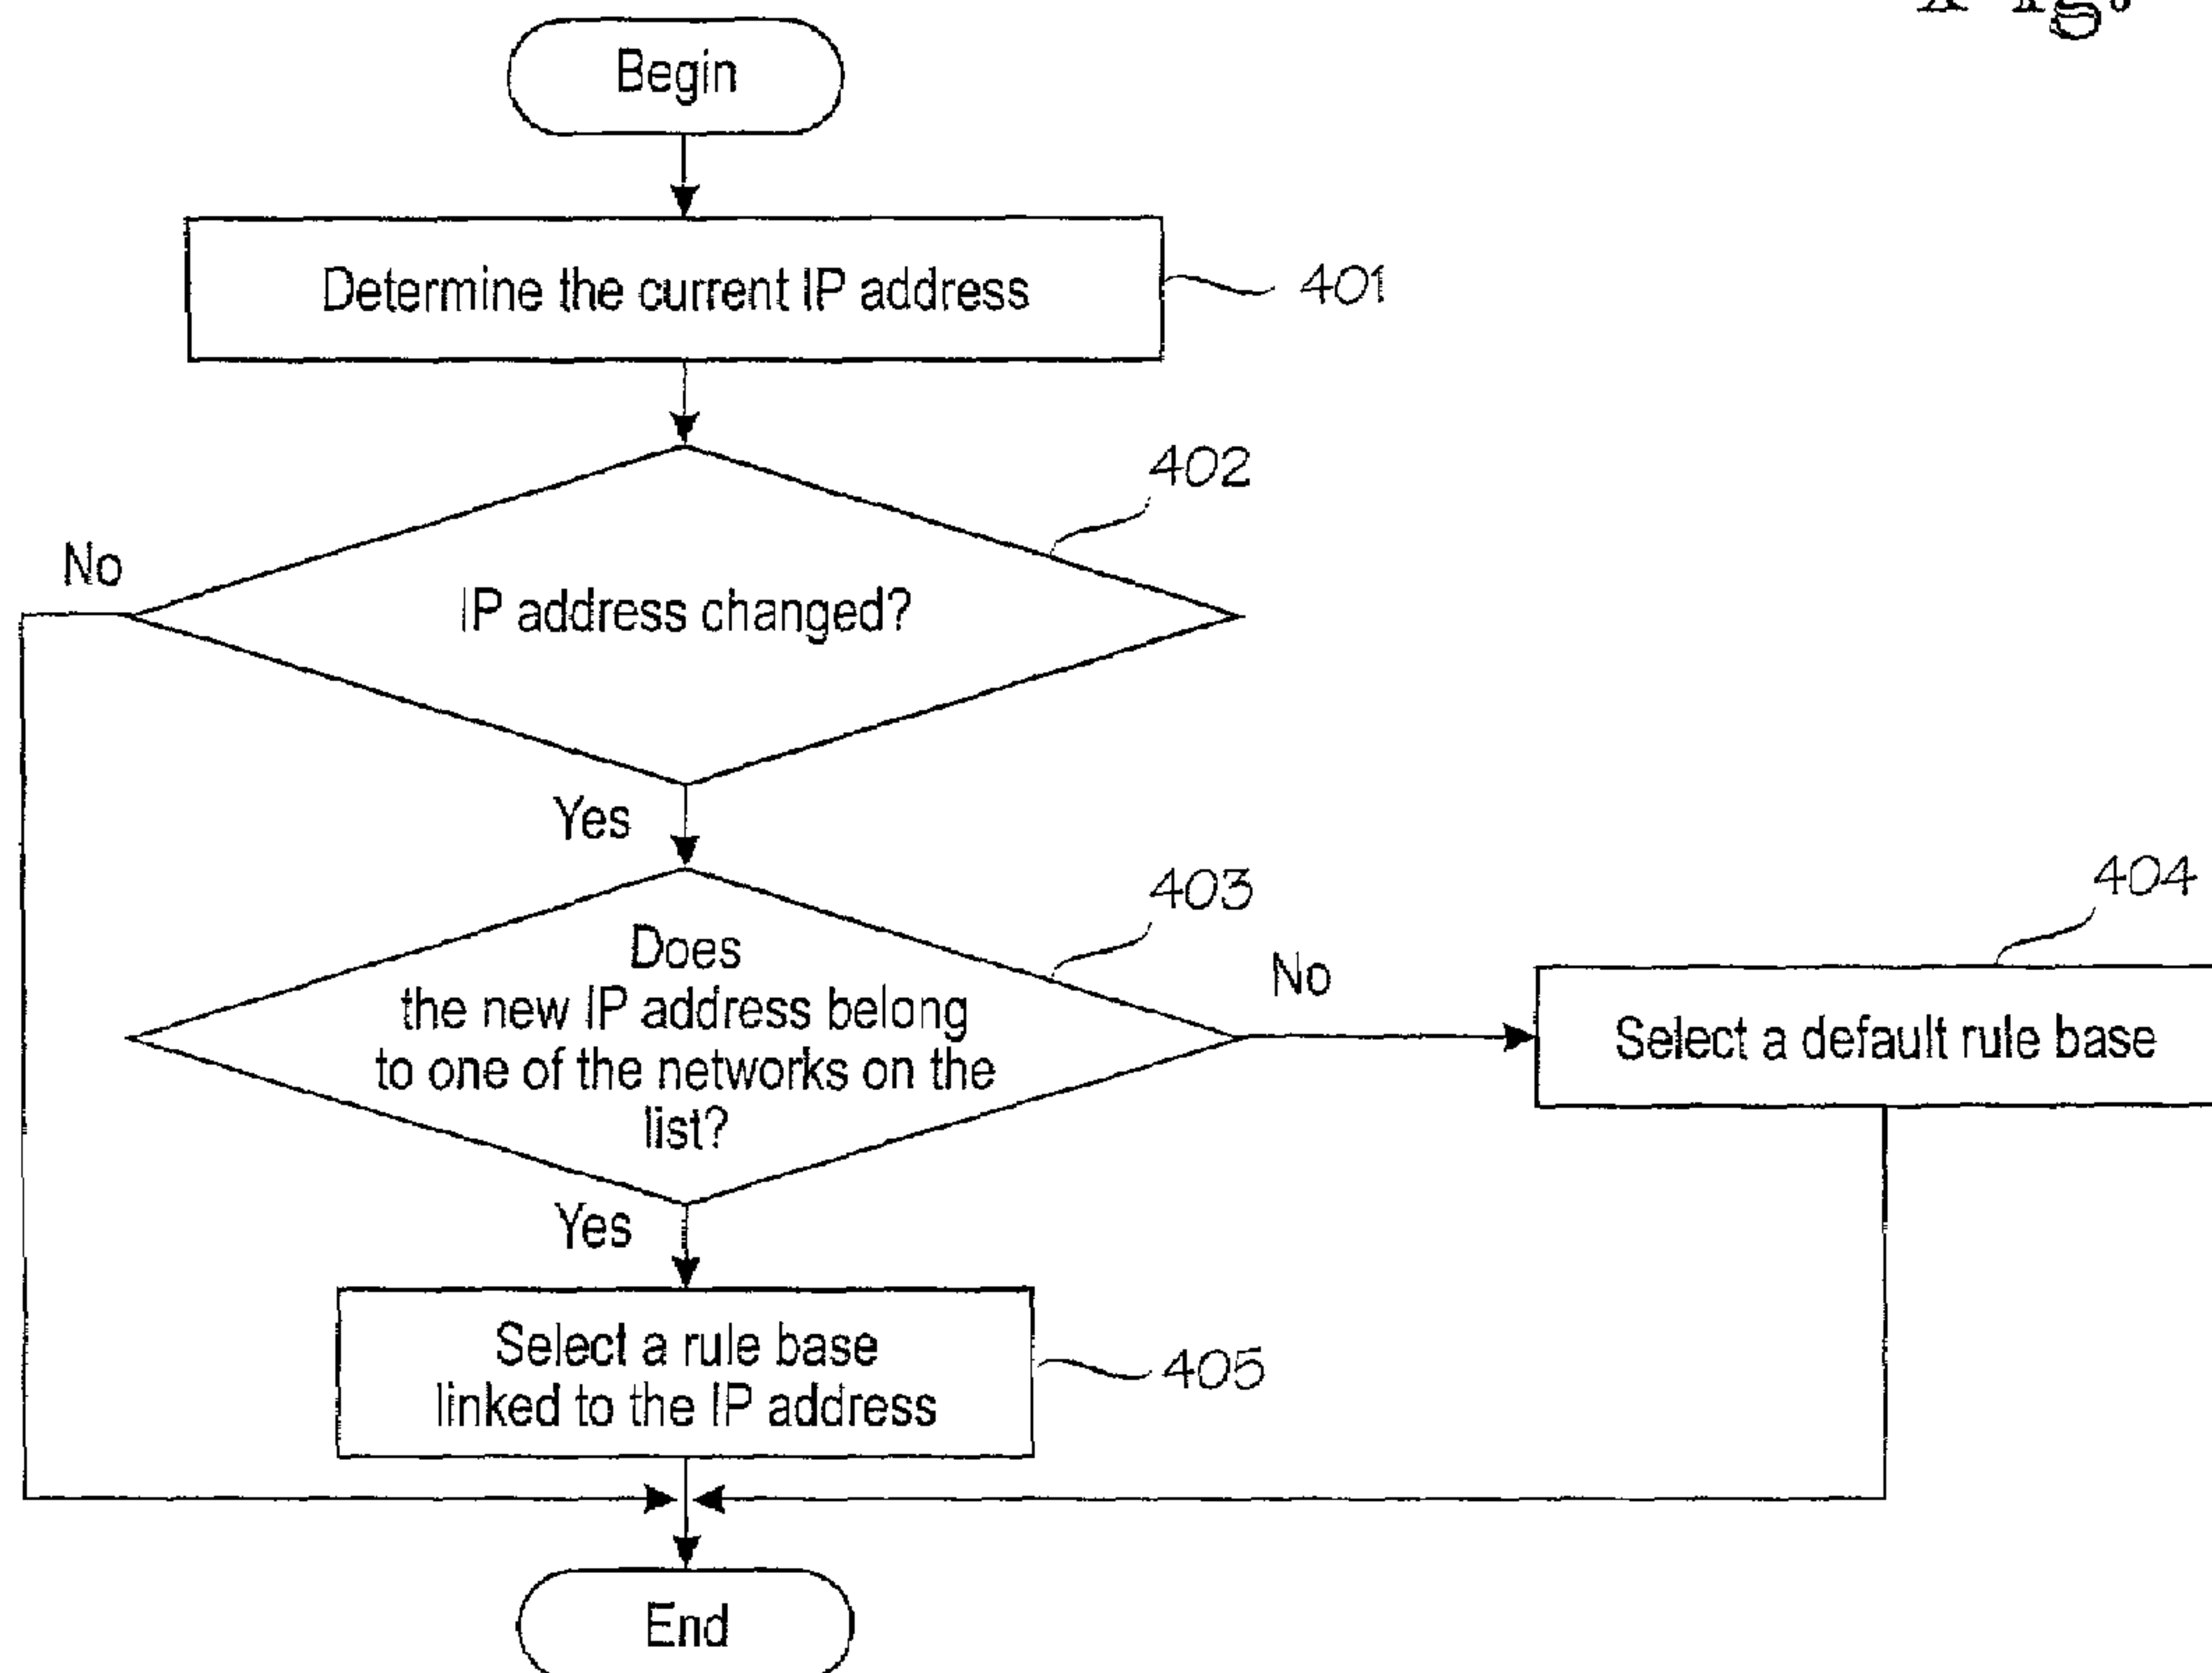 Begin
Determine the current IP address
401
402
No
IP address changed?
Yes
403
404
Does
the new IP address belong
to one of the networks on the
list?
No
Select a default rule base
Yes
Select a rule base
linked to the IP address
405
End